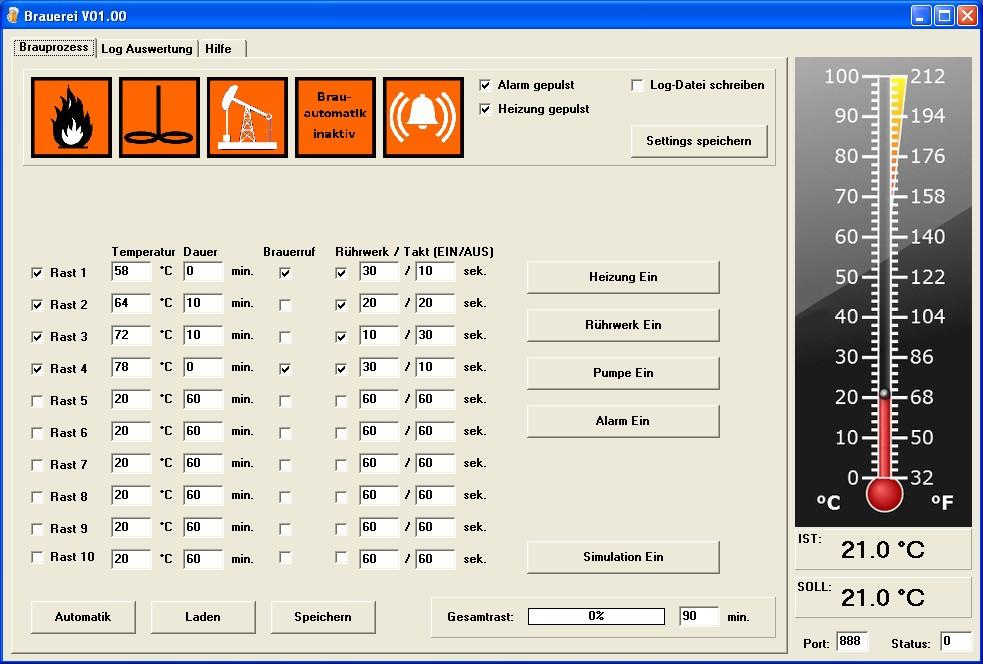 Brauerei V01.00
Brauprozess Log Auswertung Hilfe
Brau-
automatik
inaktiv
Alarm gepulst
Heizung gepulst
Log-Datei schreiben
Settings speichern
Temperatur Dauer Brauerruf Rührwerk / Takt (EIN/AUS)
Rast 1 58 °C 0 min. 30 / 10 sek.
Rast 2 64 °C 10 min. 20 / 20 sek.
Rast 3 72 °C 10 min. 10 / 30 sek.
Rast 4 78 °C 0 min. 30 / 10 sek.
Rast 5 20 °C 60 min. 60 / 60 sek.
Rast 6 20 °C 60 min. 60 / 60 sek.
Rast 7 20 °C 60 min. 60 / 60 sek.
Rast 8 20 °C 60 min. 60 / 60 sek.
Rast 9 20 °C 60 min. 60 / 60 sek.
Rast 10 20 °C 60 min. 60 / 60 sek.
Heizung Ein
Rührwerk Ein
Pumpe Ein
Alarm Ein
Simulation Ein
Automatik Laden Speichern
Gesamtrast: 0% 90 min.
100 212
90 194
80 176
70 158
60 140
50 122
40 104
30 86
20 68
10 50
0 32
°C °F
IST: 21.0 °C
SOLL: 21.0 °C
Port: 888 Status: 0